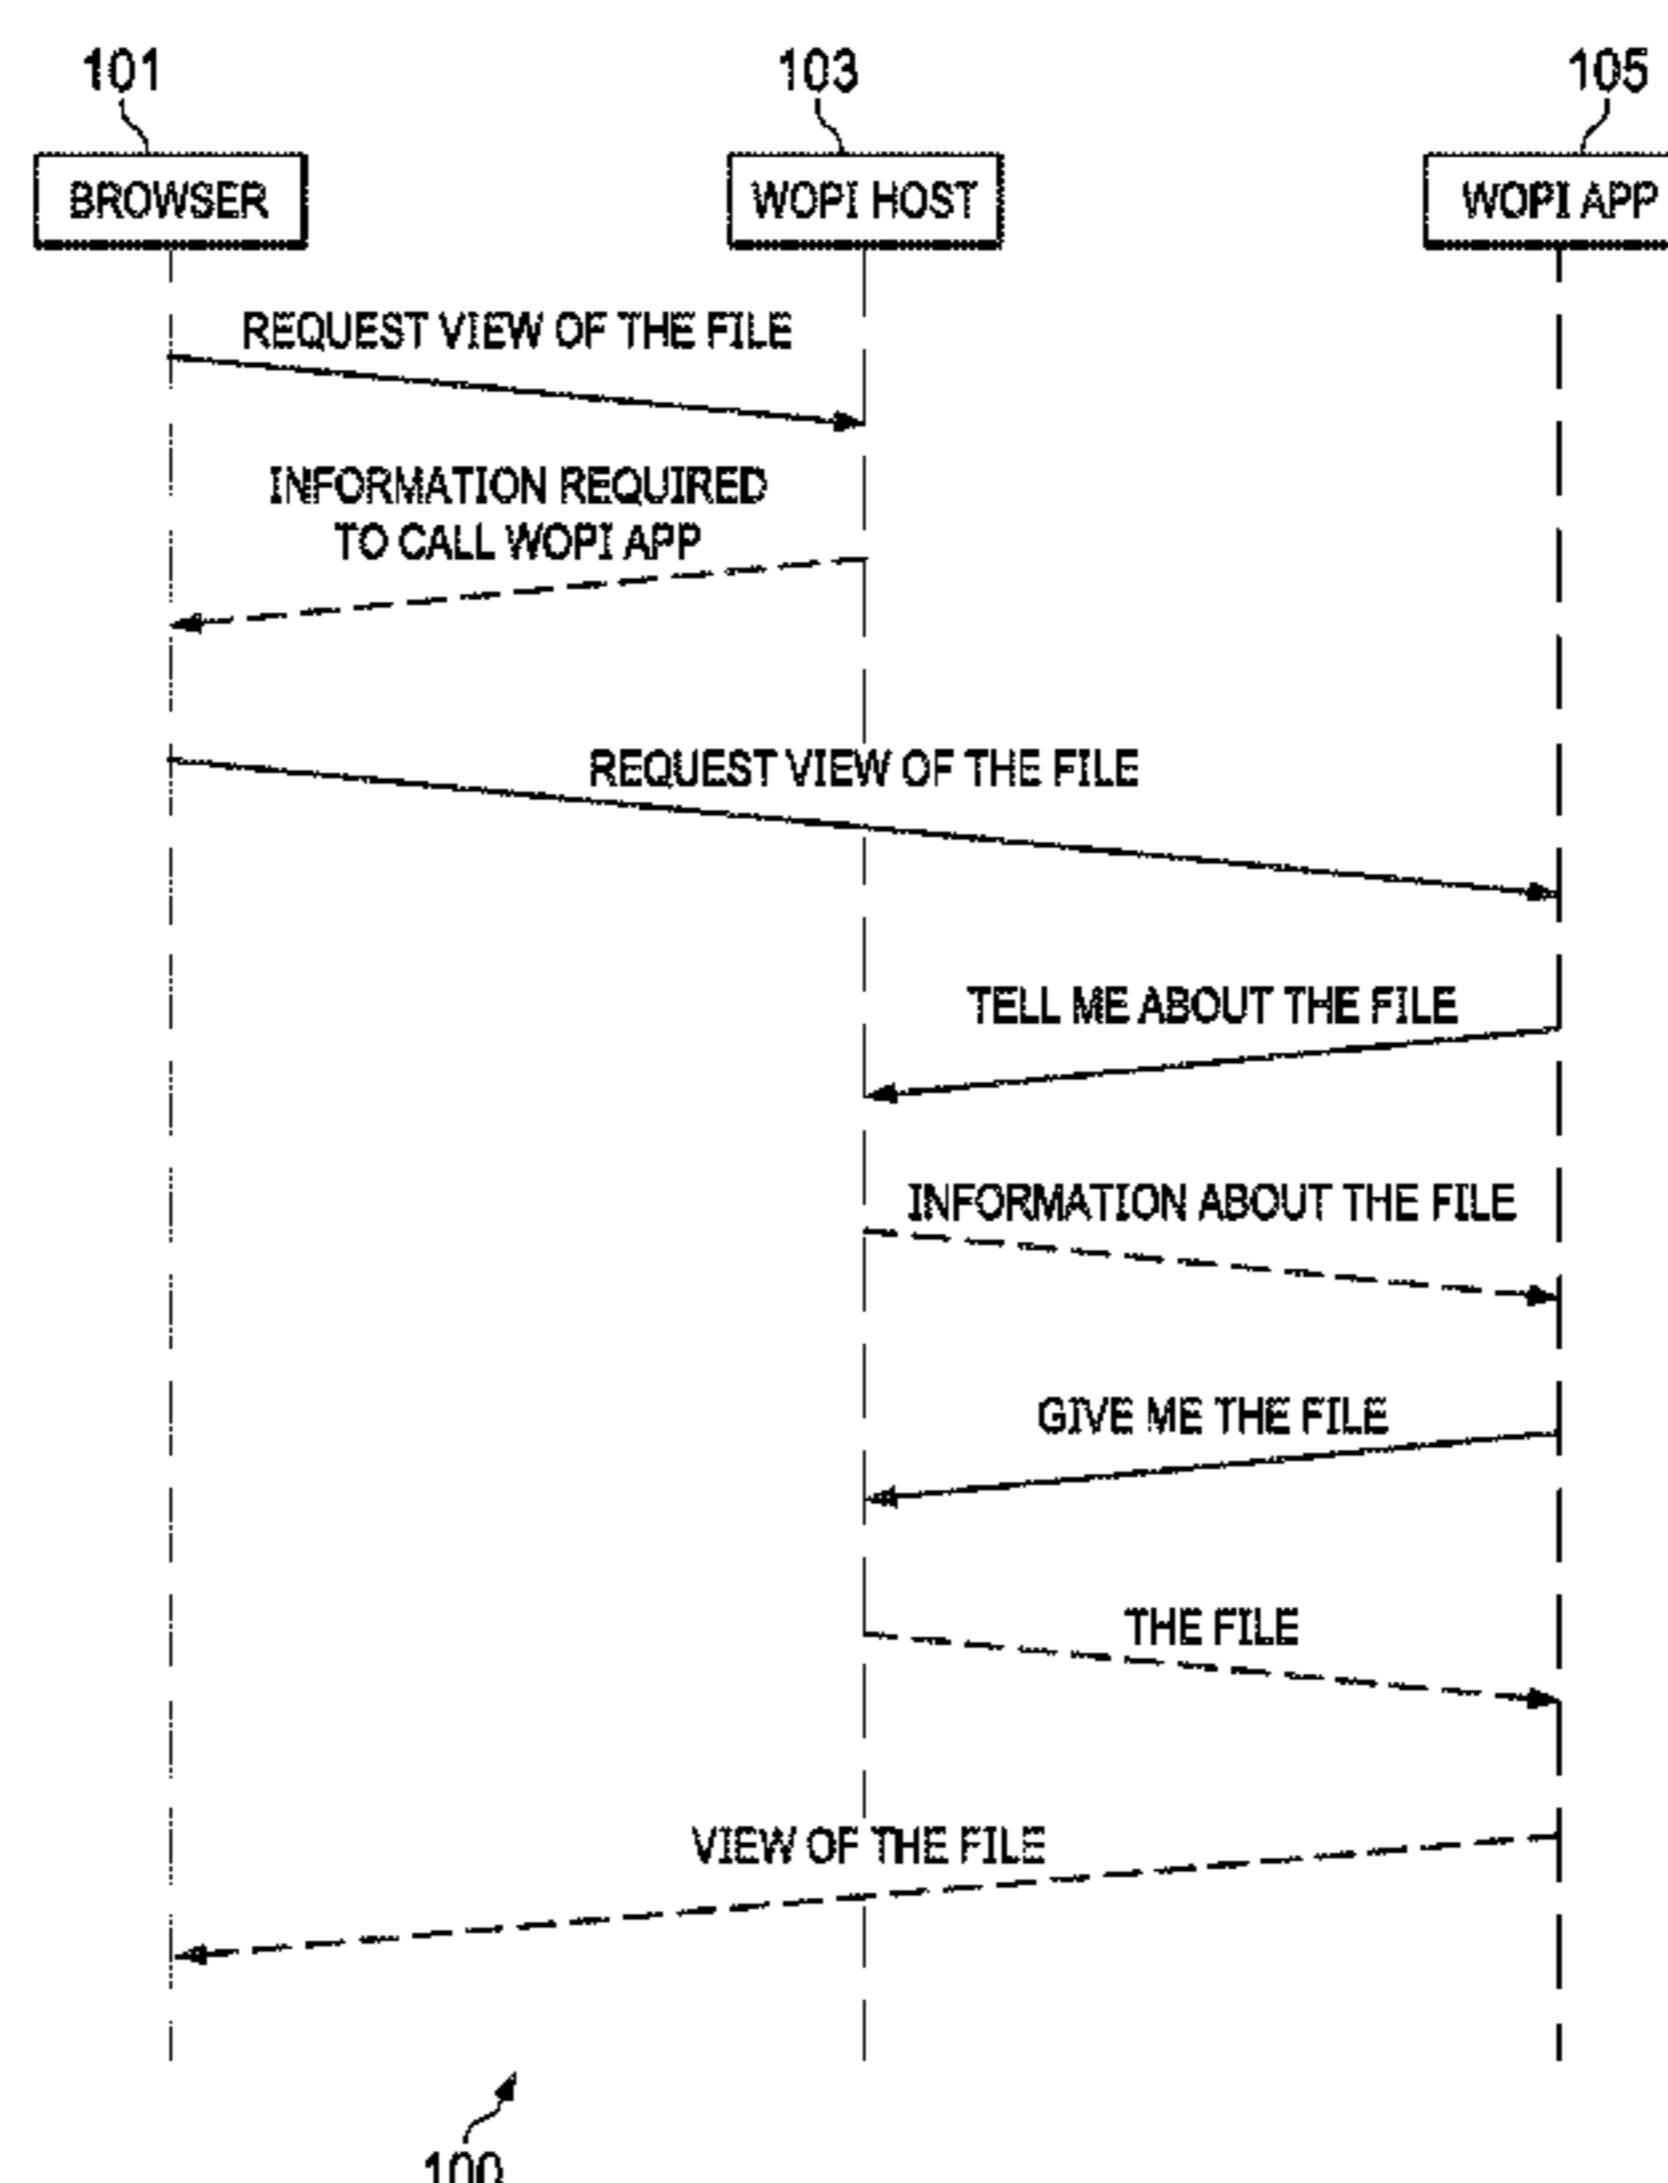 101
103
105
BROWSER
WOPI HOST
WOPI APP
REQUEST VIEW OF THE FILE
INFORMATION REQUIRED
TO CALL WOPI APP
REQUEST VIEW OF THE FILE
TELL ME ABOUT THE FILE
INFORMATION ABOUT THE FILE
GIVE ME THE FILE
THE FILE
VIEW OF THE FILE
100